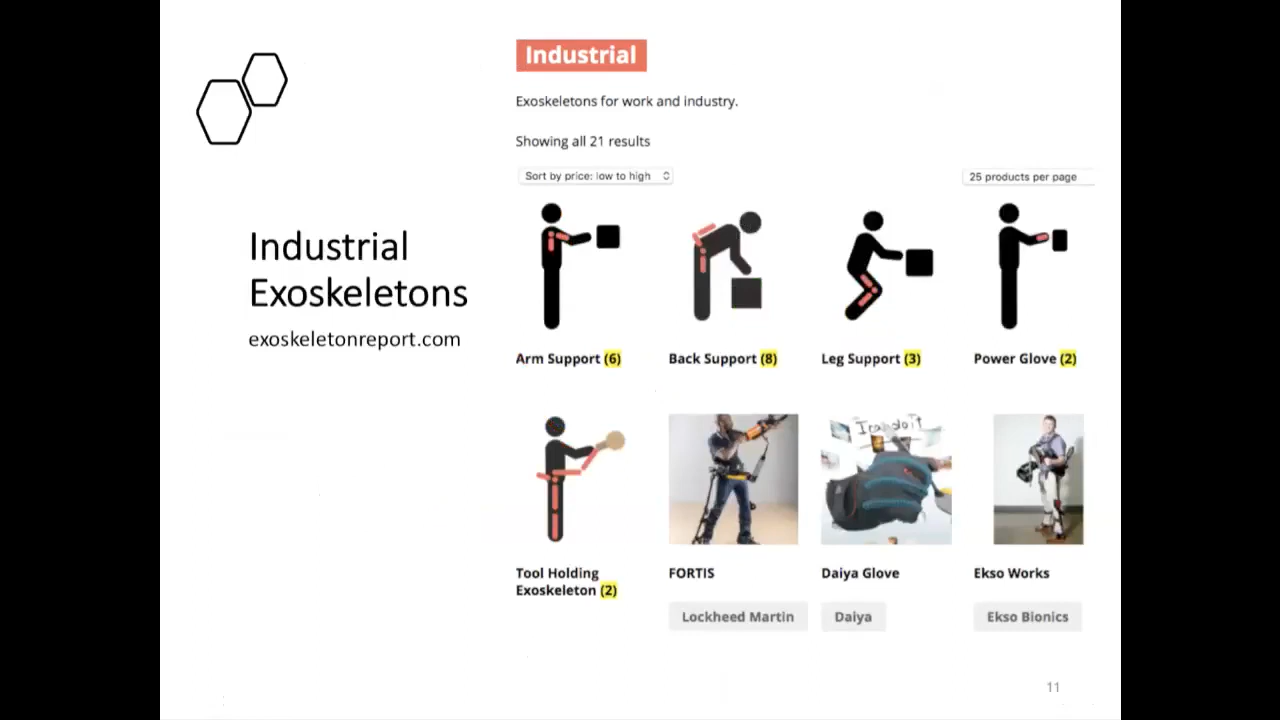 Industrial
Exoskeletons
exoskeletonreport.com
Industrial
Exoskeletons for work and industry.
Showing all 21 results
Sort by price: low to high
25 products per page
Arm Support (6)
Back Support (8)
Leg Support (3)
Power Glove (2)
Tool Holding
Exoskeleton (2)
FORTIS
Lockheed Martin
Icandoit
Daiya Glove
Daiya
Ekso Works
Ekso Bionics
11